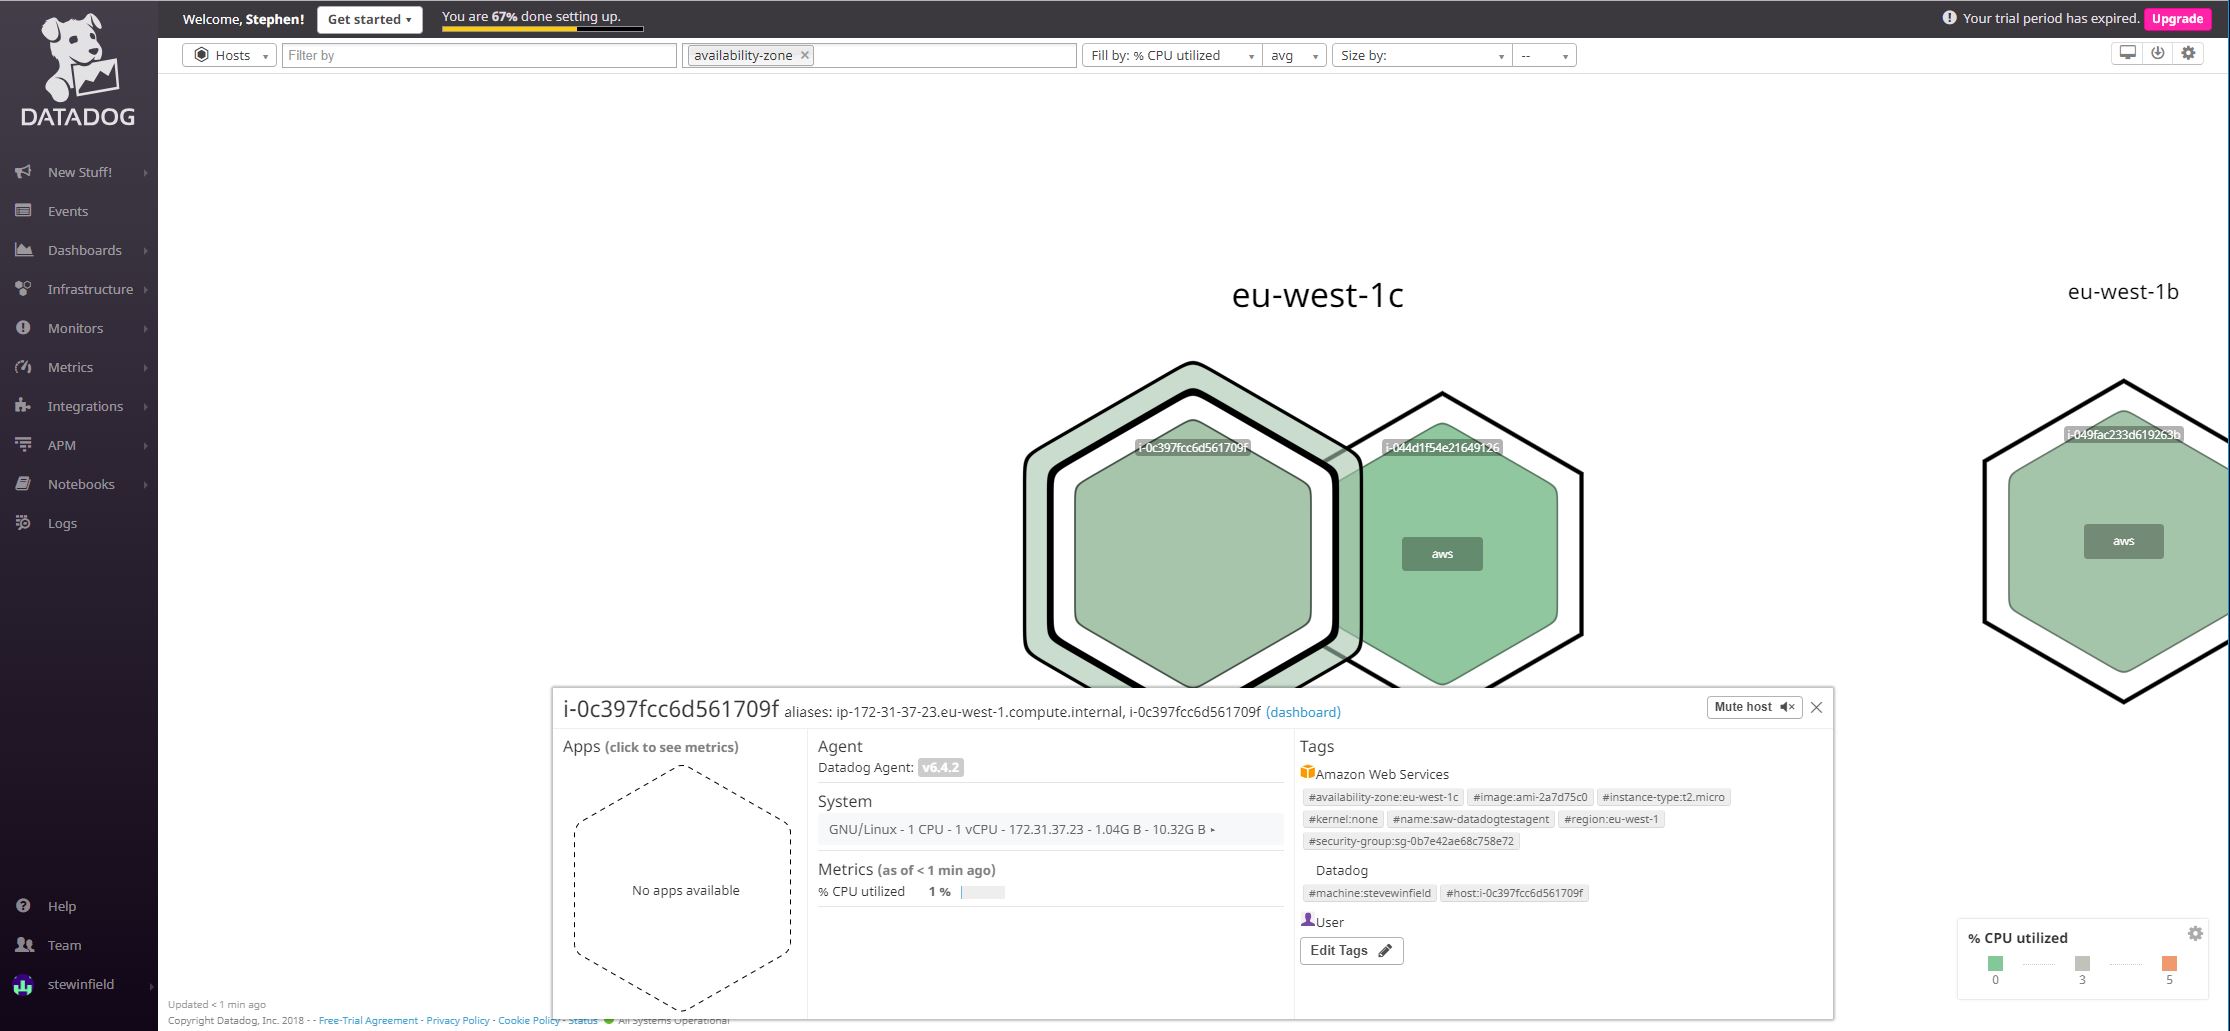 Welcome, Stephen!
Get started
You are 67% done setting up.
Your trial period has expired.
Upgrade
DATADOG
Hosts
Filter by
availability-zone ×
Fill by: % CPU utilized
avg
Size by:
--
New Stuff!
Events
Dashboards
Infrastructure
Monitors
Metrics
Integrations
APM
Notebooks
Logs
Help
Team
stewinfield
eu-west-1c
eu-west-1b
i-0c397fcc6d561709f
i-044d1f54e21649126
i-049fac233d619263b
aws
aws
i-0c397fcc6d561709f aliases: ip-172-31-37-23.eu-west-1.compute.internal, i-0c397fcc6d561709f (dashboard)
Mute host
Apps (click to see metrics)
No apps available
Agent
Datadog Agent: v6.4.2
System
GNU/Linux - 1 CPU - 1 vCPU - 172.31.37.23 - 1.04G B - 10.32G B
Metrics (as of < 1 min ago)
% CPU utilized 1 %
Tags
Amazon Web Services
#availability-zone:eu-west-1c #image:ami-2a7d75c0 #instance-type:t2.micro
#kernel:none #name:saw-datadogtestagent #region:eu-west-1
#security-group:sg-0b7e42ae68c758e72
Datadog
#machine:stevewinfield #host:i-0c397fcc6d561709f
User
Edit Tags
% CPU utilized
0 3 5
Updated < 1 min ago
Copyright Datadog, Inc. 2018 - - Free-Trial Agreement - Privacy Policy - Cookie Policy - Status All Systems Operational